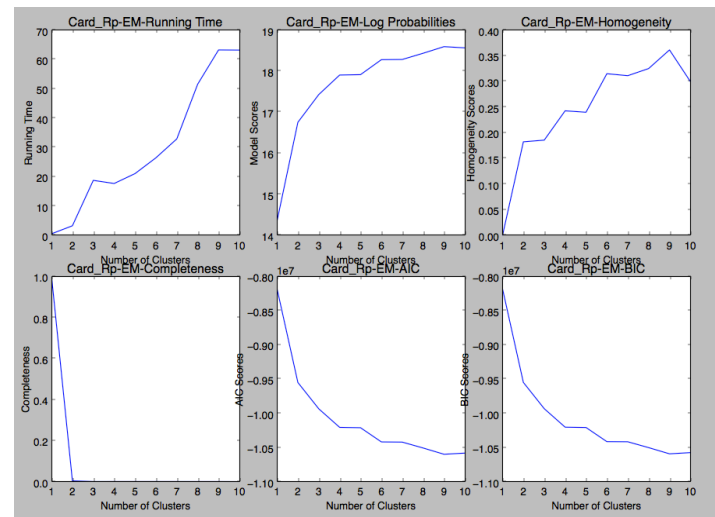 Card_Rp-EM-Running Time
Running Time
70
60
50
40
30
20
10
0
1 2 3 4 5 6 7 8 9 10
Number of Clusters
Card_Rp-EM-Log Probabilities
Model Scores
19
18
17
16
15
14
1 2 3 4 5 6 7 8 9 10
Number of Clusters
Card_Rp-EM-Homogeneity
Homogeneity Scores
0.40
0.35
0.30
0.25
0.20
0.15
0.10
0.05
0.00
1 2 3 4 5 6 7 8 9 10
Number of Clusters
Card_Rp-EM-Completeness
Completeness
1.0
0.8
0.6
0.4
0.2
0.0
1 2 3 4 5 6 7 8 9 10
Number of Clusters
Card_Rp-EM-AIC
1e7
AIC Scores
−0.80
−0.85
−0.90
−0.95
−1.00
−1.05
−1.10
1 2 3 4 5 6 7 8 9 10
Number of Clusters
Card_Rp-EM-BIC
1e7
BIC Scores
−0.80
−0.85
−0.90
−0.95
−1.00
−1.05
−1.10
1 2 3 4 5 6 7 8 9 10
Number of Clusters